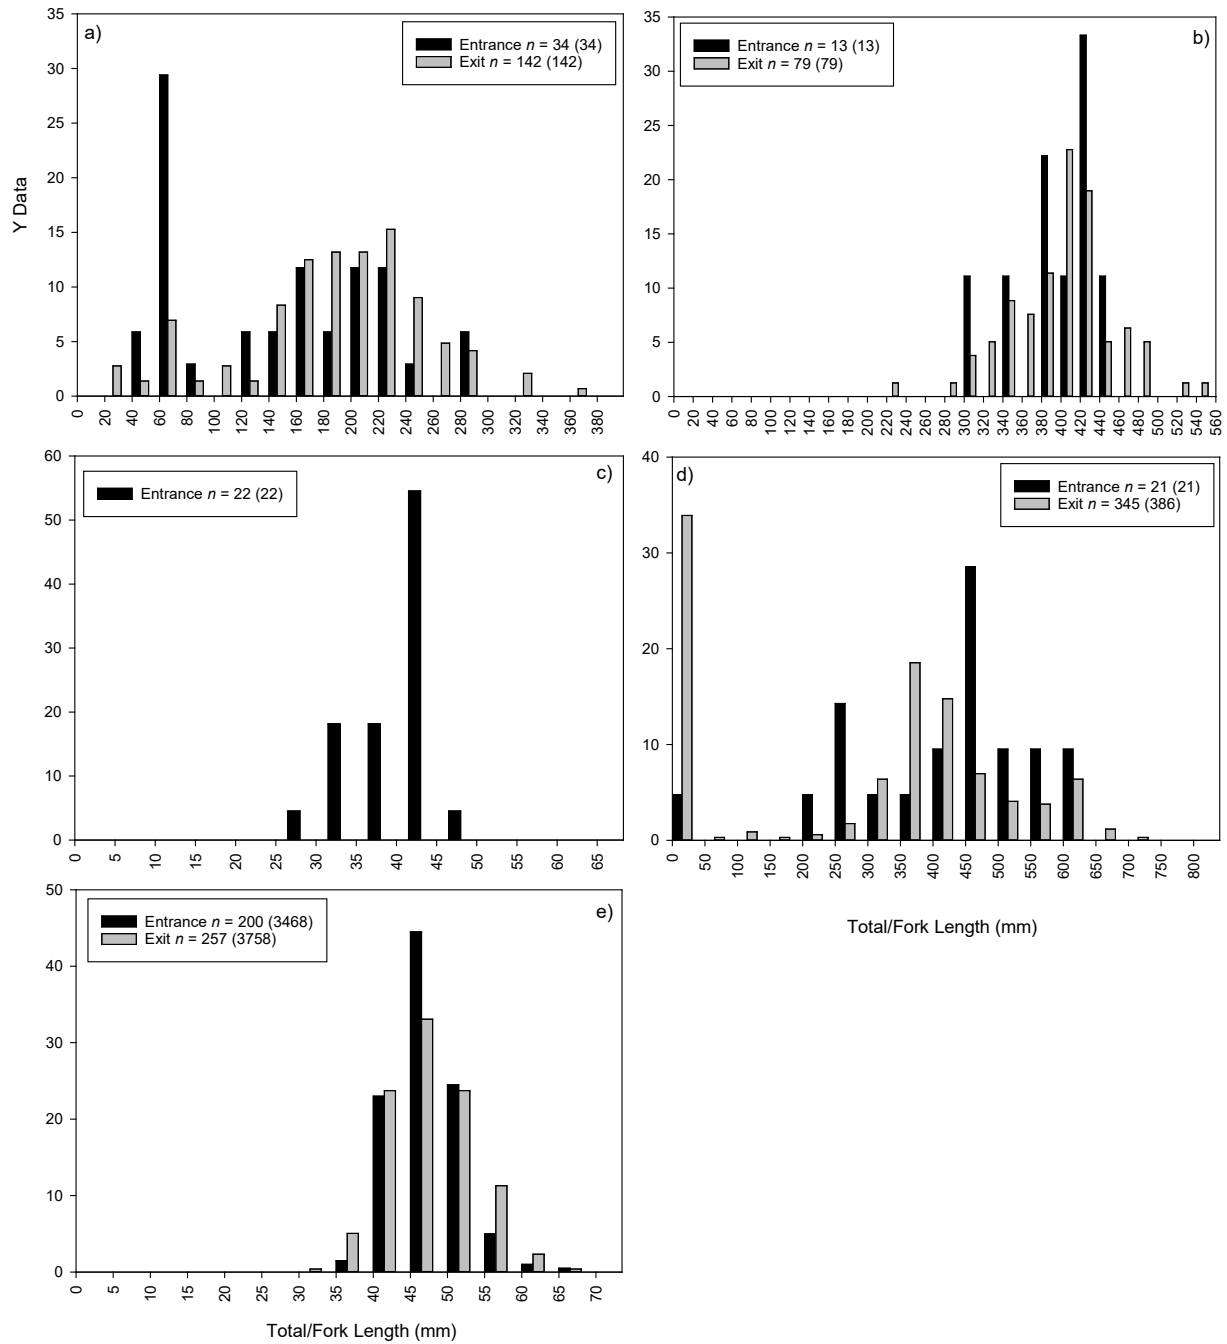 a)
Entrance n = 34 (34)
Exit n = 142 (142)
Y Data
35
30
25
20
15
10
5
0
0 20 40 60 80 100 120 140 160 180 200 220 240 260 280 300 320 340 360 380
b)
Entrance n = 13 (13)
Exit n = 79 (79)
35
30
25
20
15
10
5
0
0 20 40 60 80 100 120 140 160 180 200 220 240 260 280 300 320 340 360 380 400 420 440 460 480 500 520 540 560
c)
Entrance n = 22 (22)
60
50
40
30
20
10
0
0 5 10 15 20 25 30 35 40 45 50 55 60 65
d)
Entrance n = 21 (21)
Exit n = 345 (386)
40
30
20
10
0
0 50 100 150 200 250 300 350 400 450 500 550 600 650 700 750 800
Total/Fork Length (mm)
e)
Entrance n = 200 (3468)
Exit n = 257 (3758)
50
40
30
20
10
0
0 5 10 15 20 25 30 35 40 45 50 55 60 65 70
Total/Fork Length (mm)